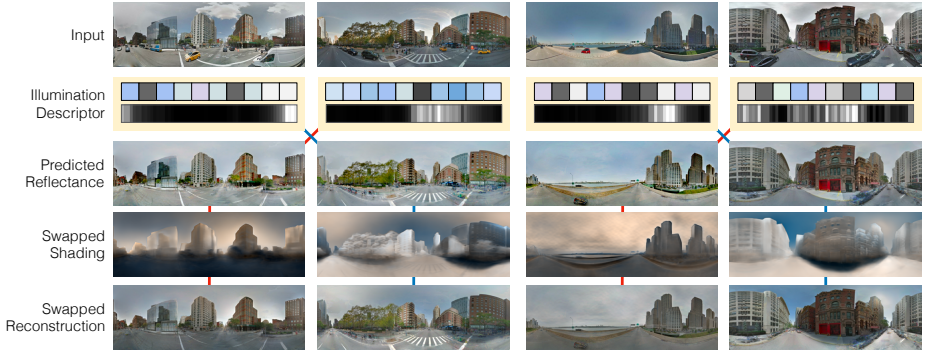 Input
Illumination
Descriptor
Predicted
Reflectance
Swapped
Shading
Swapped
Reconstruction